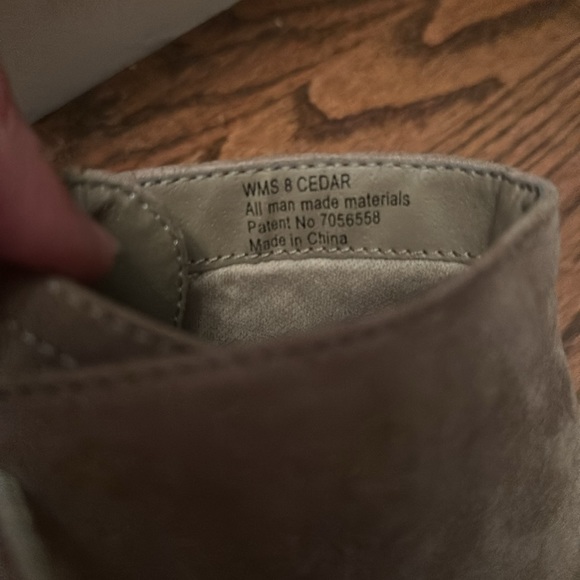 WMS 8 CEDAR
All man made materials
Patent No 7056558
Made in China